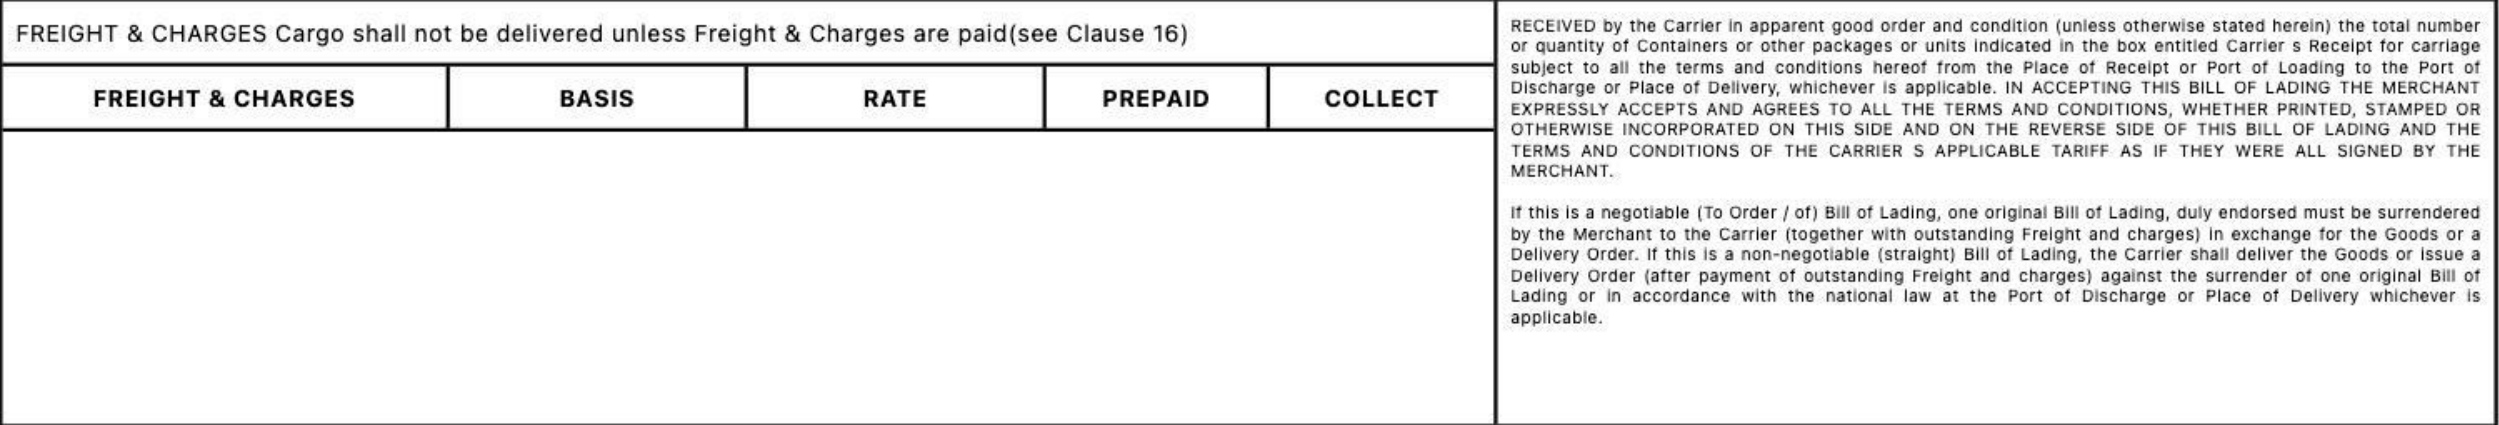 FREIGHT & CHARGES Cargo shall not be delivered unless Freight & Charges are paid(see Clause 16)
FREIGHT & CHARGES BASIS RATE PREPAID COLLECT
RECEIVED by the Carrier in apparent good order and condition (unless otherwise stated herein) the total number
or quantity of Containers or other packages or units indicated in the box entitled Carrier s Receipt for carriage
subject to all the terms and conditions hereof from the Place of Receipt or Port of Loading to the Port of
Discharge or Place of Delivery, whichever is applicable. IN ACCEPTING THIS BILL OF LADING THE MERCHANT
EXPRESSLY ACCEPTS AND AGREES TO ALL THE TERMS AND CONDITIONS, WHETHER PRINTED, STAMPED OR
OTHERWISE INCORPORATED ON THIS SIDE AND ON THE REVERSE SIDE OF THIS BILL OF LADING AND THE
TERMS AND CONDITIONS OF THE CARRIER S APPLICABLE TARIFF AS IF THEY WERE ALL SIGNED BY THE
MERCHANT.
If this is a negotiable (To Order / of) Bill of Lading, one original Bill of Lading, duly endorsed must be surrendered
by the Merchant to the Carrier (together with outstanding Freight and charges) in exchange for the Goods or a
Delivery Order. If this is a non-negotiable (straight) Bill of Lading, the Carrier shall deliver the Goods or issue a
Delivery Order (after payment of outstanding Freight and charges) against the surrender of one original Bill of
Lading or in accordance with the national law at the Port of Discharge or Place of Delivery whichever is
applicable.